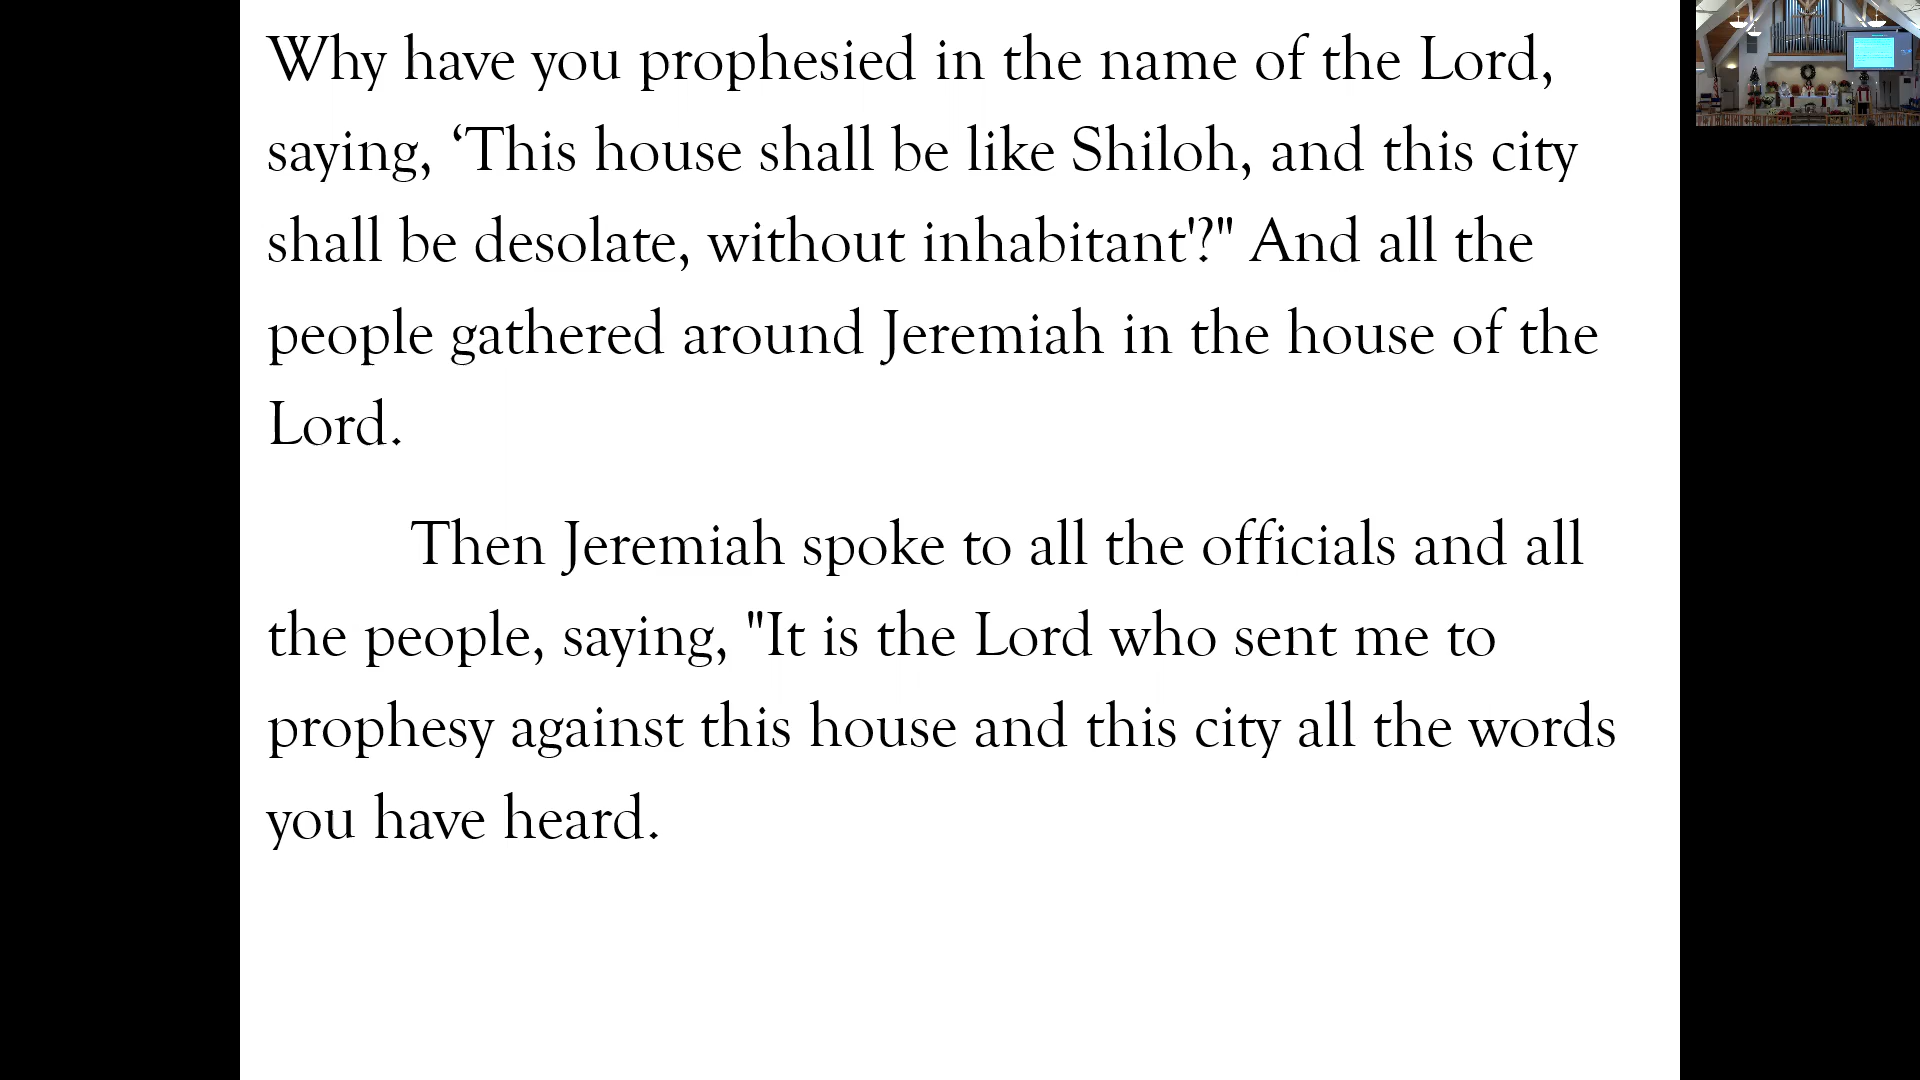 Why have you prophesied in the name of the Lord,
saying, ‘This house shall be like Shiloh, and this city
shall be desolate, without inhabitant'?" And all the
people gathered around Jeremiah in the house of the
Lord.
Then Jeremiah spoke to all the officials and all
the people, saying, "It is the Lord who sent me to
prophesy against this house and this city all the words
you have heard.